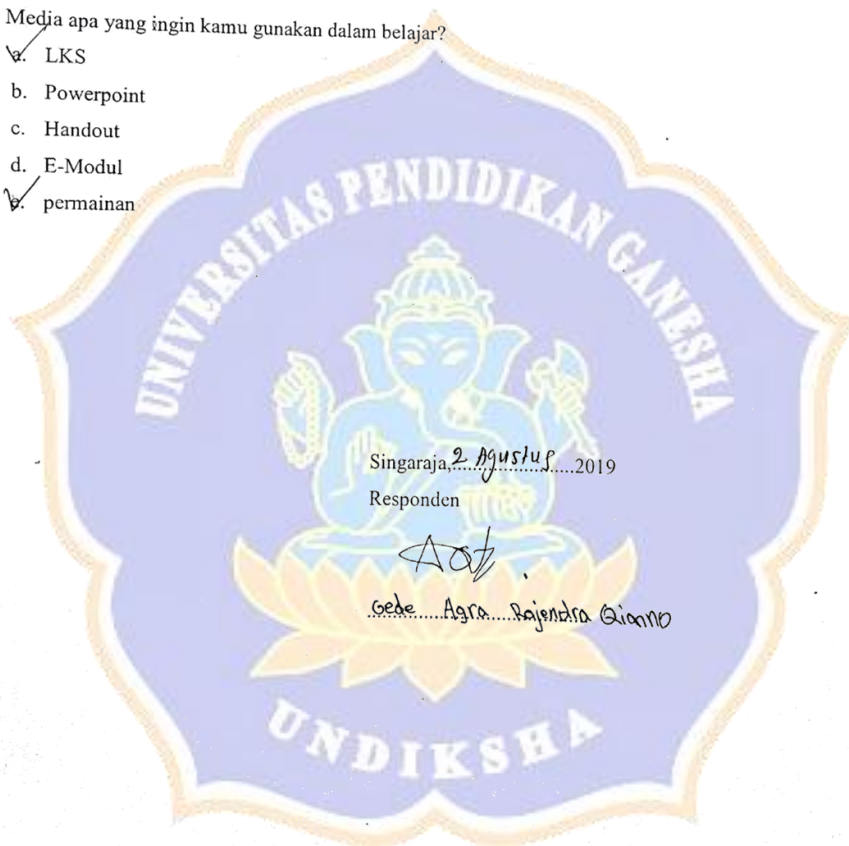 Media apa yang ingin kamu gunakan dalam belajar?
a. LKS
b. Powerpoint
c. Handout
d. E-Modul
e. permainan
UNIVERSITAS PENDIDIKAN GANESHA
Singaraja, 2 Agustus 2019
Responden
Gede Agra Rajendra Qianno
UNDIKSHA